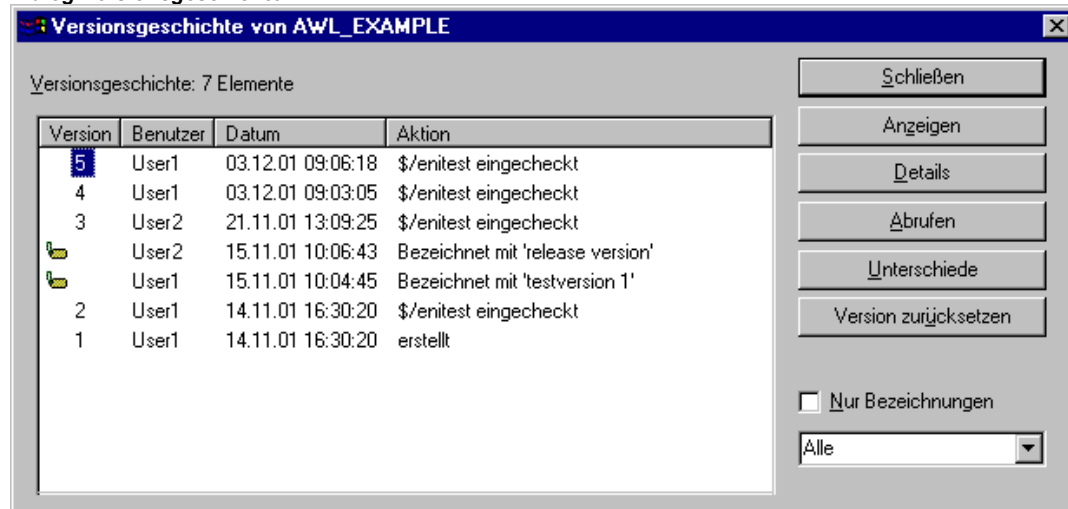 Versionsgeschichte von AWL_EXAMPLE
Versionsgeschichte: 7 Elemente
Version Benutzer Datum Aktion
5 User1 03.12.01 09:06:18 $/enitest eingecheckt
4 User1 03.12.01 09:03:05 $/enitest eingecheckt
3 User2 21.11.01 13:09:25 $/enitest eingecheckt
User2 15.11.01 10:06:43 Bezeichnet mit 'release version'
User1 15.11.01 10:04:45 Bezeichnet mit 'testversion 1'
2 User1 14.11.01 16:30:20 $/enitest eingecheckt
1 User1 14.11.01 16:30:20 erstellt
Schließen
Anzeigen
Details
Abrufen
Unterschiede
Version zurücksetzen
Nur Bezeichnungen
Alle